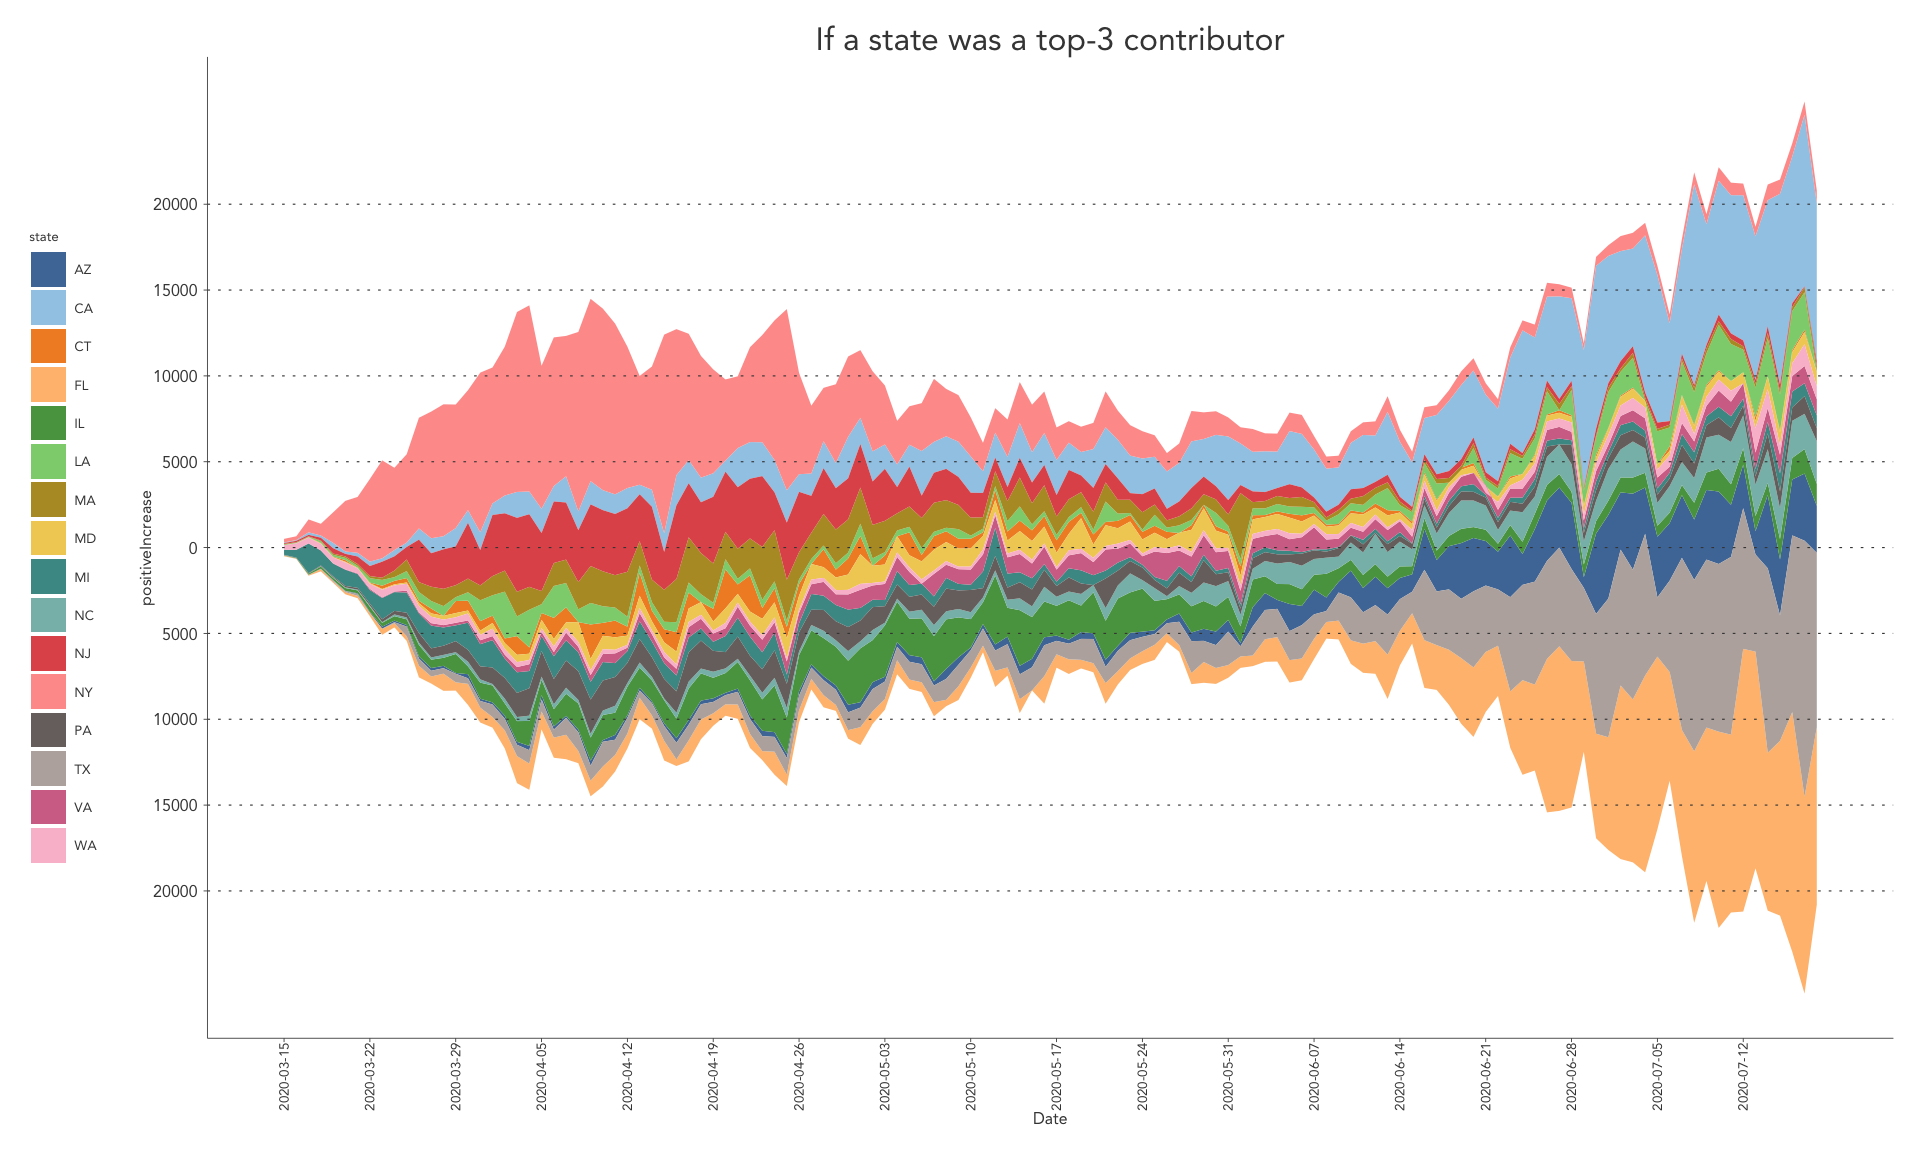 If a state was a top-3 contributor
state
AZ
CA
CT
FL
IL
LA
MA
MD
MI
NC
NJ
NY
PA
TX
VA
WA
positiveIncrease
20000
15000
10000
5000
0
5000
10000
15000
20000
2020-03-15
2020-03-22
2020-03-29
2020-04-05
2020-04-12
2020-04-19
2020-04-26
2020-05-03
2020-05-10
2020-05-17
2020-05-24
2020-05-31
2020-06-07
2020-06-14
2020-06-21
2020-06-28
2020-07-05
2020-07-12
Date